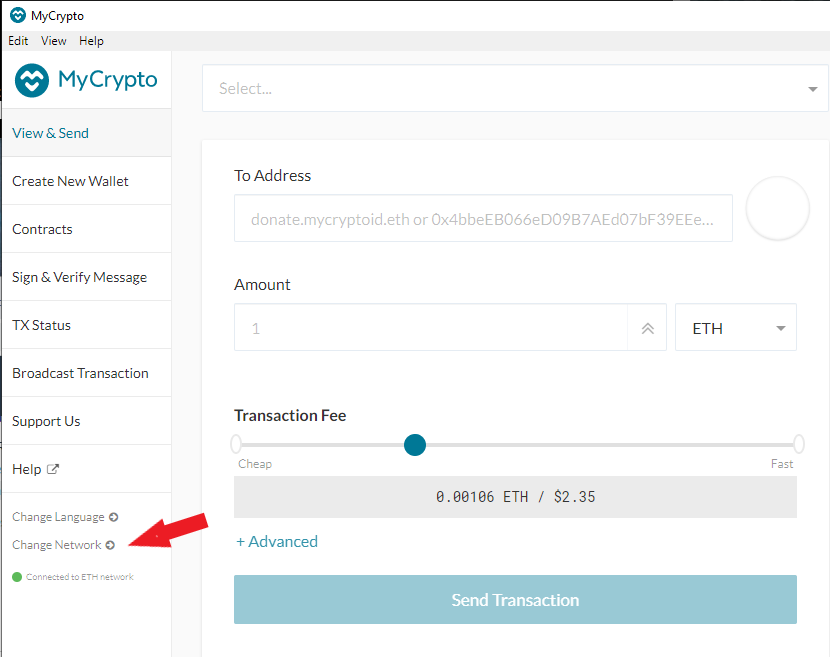 MyCrypto
Edit View Help
MyCrypto
Select...
View & Send
Create New Wallet
Contracts
Sign & Verify Message
TX Status
Broadcast Transaction
Support Us
Help
Change Language
Change Network
Connected to ETH network
To Address
donate.mycryptoid.eth or 0x4bbeEB066eD09B7AEd07bF39EEe...
Amount
1
ETH
Transaction Fee
Cheap Fast
0.00106 ETH / $2.35
+ Advanced
Send Transaction